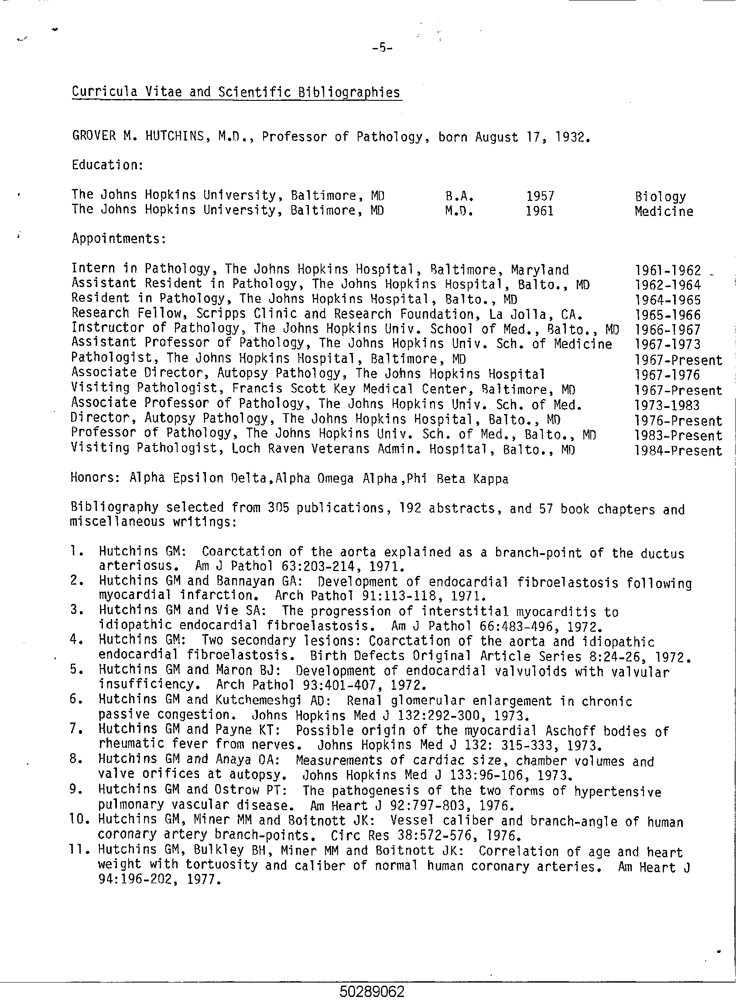 -5-
Curricula Vitae and Scientific Bibliographies
GROVER M. HUTCHINS, M.D., Professor of Pathology, born August 17, 1932.
Education:
The Johns Hopkins University, Baltimore, MD B.A. 1957 Biology
The Johns Hopkins University, Baltimore, MD M.D. 1961 Medicine
Appointments:
Intern in Pathology, The Johns Hopkins Hospital, Baltimore, Maryland 1961-1962
Assistant Resident in Pathology, The Johns Hopkins Hospital, Balto., MD 1962-1964
Resident in Pathology, The Johns Hopkins Hospital, Balto., MD 1964-1965
Research Fellow, Scripps Clinic and Research Foundation, La Jolla, CA. 1965-1966
Instructor of Pathology, The Johns Hopkins Univ. School of Med., Balto., MD 1966-1967
Assistant Professor of Pathology, The Johns Hopkins Univ. Sch. of Medicine 1967-1973
Pathologist, The Johns Hopkins Hospital, Baltimore, MD 1967-Present
Associate Director, Autopsy Pathology, The Johns Hopkins Hospital 1967-1976
Visiting Pathologist, Francis Scott Key Medical Center, Baltimore, MD 1967-Present
Associate Professor of Pathology, The Johns Hopkins Univ. Sch. of Med. 1973-1983
Director, Autopsy Pathology, The Johns Hopkins Hospital, Balto., MD 1976-Present
Professor of Pathology, The Johns Hopkins Univ. Sch. of Med., Balto., MD 1983-Present
Visiting Pathologist, Loch Raven Veterans Admin. Hospital, Balto., MD 1984-Present
Honors: Alpha Epsilon Delta,Alpha Omega Alpha,Phi Beta Kappa
Bibliography selected from 305 publications, 192 abstracts, and 57 book chapters and
miscellaneous writings:
1. Hutchins GM: Coarctation of the aorta explained as a branch-point of the ductus
arteriosus. Am J Pathol 63:203-214, 1971.
2. Hutchins GM and Bannayan GA: Development of endocardial fibroelastosis following
myocardial infarction. Arch Pathol 91:113-118, 1971.
3. Hutchins GM and Vie SA: The progression of interstitial myocarditis to
idiopathic endocardial fibroelastosis. Am J Pathol 66:483-496, 1972.
4. Hutchins GM: Two secondary lesions: Coarctation of the aorta and idiopathic
endocardial fibroelastosis. Birth Defects Original Article Series 8:24-26, 1972.
5. Hutchins GM and Maron BJ: Development of endocardial valvuloids with valvular
insufficiency. Arch Pathol 93:401-407, 1972.
6. Hutchins GM and Kutchemeshgi AD: Renal glomerular enlargement in chronic
passive congestion. Johns Hopkins Med J 132:292-300, 1973.
7. Hutchins GM and Payne KT: Possible origin of the myocardial Aschoff bodies of
rheumatic fever from nerves. Johns Hopkins Med J 132: 315-333, 1973.
8. Hutchins GM and Anaya OA: Measurements of cardiac size, chamber volumes and
valve orifices at autopsy. Johns Hopkins Med J 133:96-106, 1973.
9. Hutchins GM and Ostrow PT: The pathogenesis of the two forms of hypertensive
pulmonary vascular disease. Am Heart J 92:797-803, 1976.
10. Hutchins GM, Miner MM and Boitnott JK: Vessel caliber and branch-angle of human
coronary artery branch-points. Circ Res 38:572-576, 1976.
11. Hutchins GM, Bulkley BH, Miner MM and Boitnott JK: Correlation of age and heart
weight with tortuosity and caliber of normal human coronary arteries. Am Heart J
94:196-202, 1977.
50289062